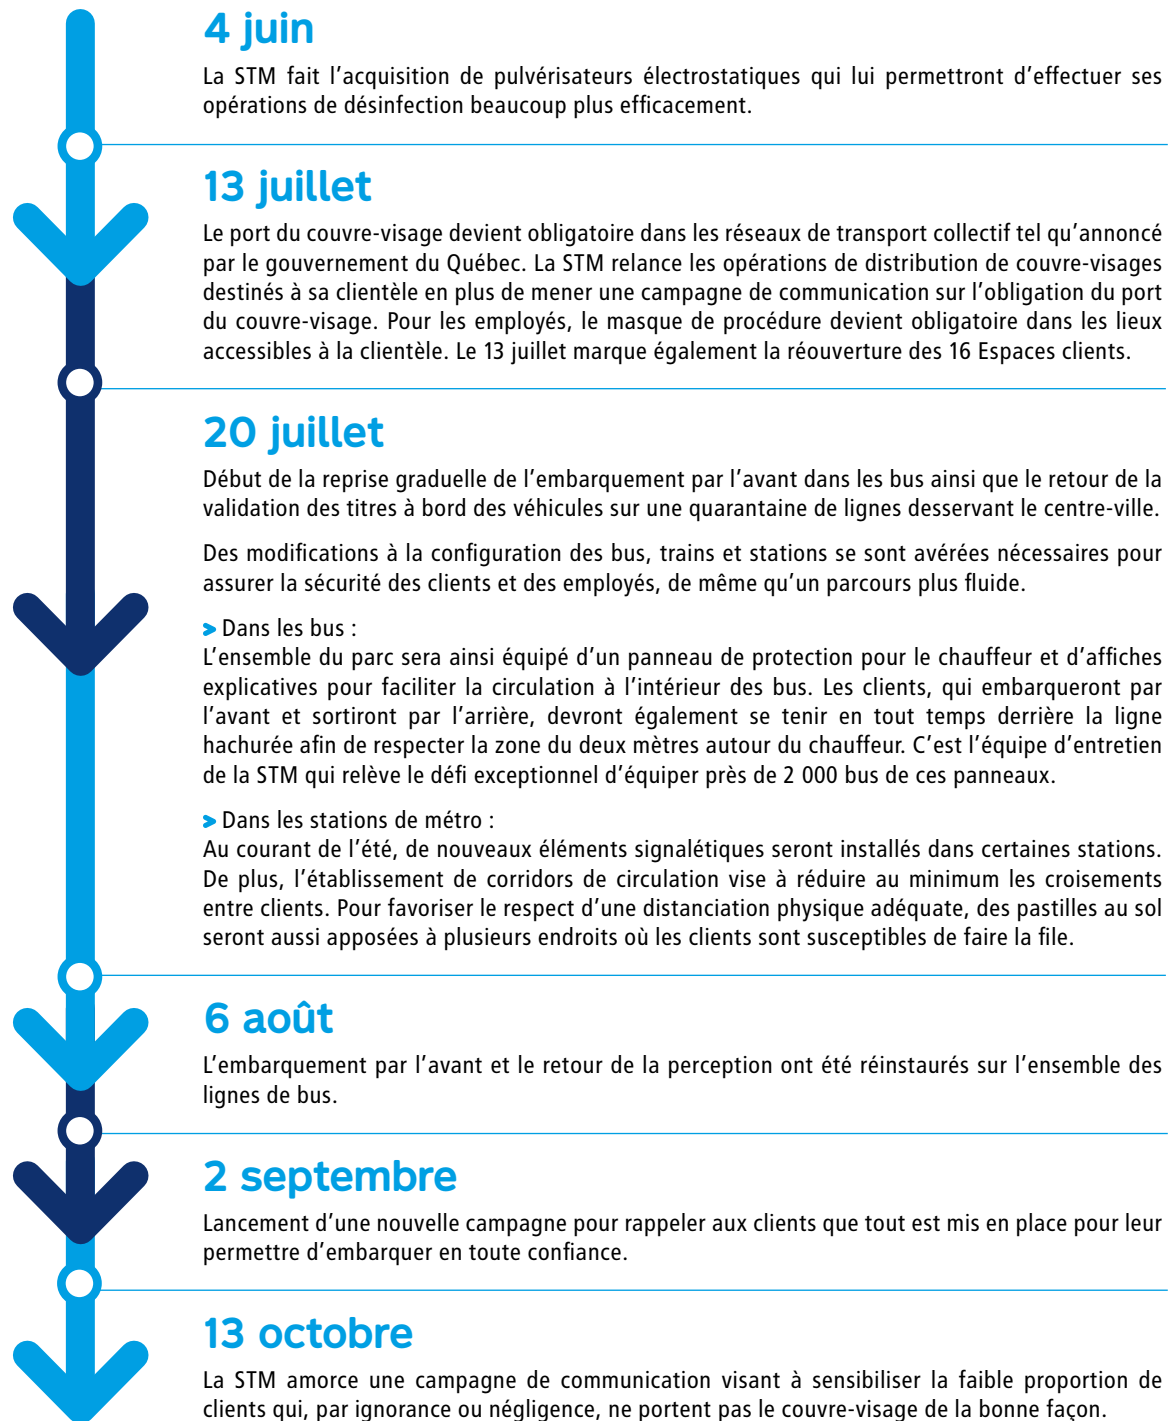 4 juin
La STM fait l’acquisition de pulvérisateurs électrostatiques qui lui permettront d’effectuer ses
opérations de désinfection beaucoup plus efficacement.
13 juillet
Le port du couvre-visage devient obligatoire dans les réseaux de transport collectif tel qu’annoncé
par le gouvernement du Québec. La STM relance les opérations de distribution de couvre-visages
destinés à sa clientèle en plus de mener une campagne de communication sur l’obligation du port
du couvre-visage. Pour les employés, le masque de procédure devient obligatoire dans les lieux
accessibles à la clientèle. Le 13 juillet marque également la réouverture des 16 Espaces clients.
20 juillet
Début de la reprise graduelle de l’embarquement par l’avant dans les bus ainsi que le retour de la
validation des titres à bord des véhicules sur une quarantaine de lignes desservant le centre-ville.
Des modifications à la configuration des bus, trains et stations se sont avérées nécessaires pour
assurer la sécurité des clients et des employés, de même qu’un parcours plus fluide.
> Dans les bus :
L’ensemble du parc sera ainsi équipé d’un panneau de protection pour le chauffeur et d’affiches
explicatives pour faciliter la circulation à l’intérieur des bus. Les clients, qui embarqueront par
l’avant et sortiront par l’arrière, devront également se tenir en tout temps derrière la ligne
hachurée afin de respecter la zone du deux mètres autour du chauffeur. C’est l’équipe d’entretien
de la STM qui relève le défi exceptionnel d’équiper près de 2 000 bus de ces panneaux.
> Dans les stations de métro :
Au courant de l’été, de nouveaux éléments signalétiques seront installés dans certaines stations.
De plus, l’établissement de corridors de circulation vise à réduire au minimum les croisements
entre clients. Pour favoriser le respect d’une distanciation physique adéquate, des pastilles au sol
seront aussi apposées à plusieurs endroits où les clients sont susceptibles de faire la file.
6 août
L’embarquement par l’avant et le retour de la perception ont été réinstaurés sur l’ensemble des
lignes de bus.
2 septembre
Lancement d’une nouvelle campagne pour rappeler aux clients que tout est mis en place pour leur
permettre d’embarquer en toute confiance.
13 octobre
La STM amorce une campagne de communication visant à sensibiliser la faible proportion de
clients qui, par ignorance ou négligence, ne portent pas le couvre-visage de la bonne façon.